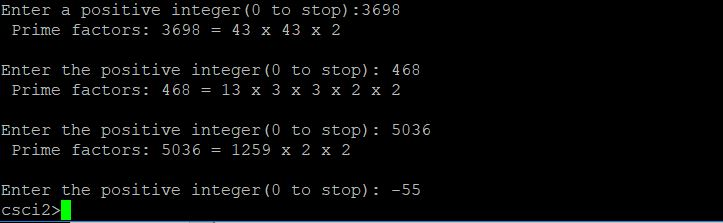 Enter a positive integer(0 to stop):3698
 Prime factors: 3698 = 43 x 43 x 2
Enter the positive integer(0 to stop): 468
 Prime factors: 468 = 13 x 3 x 3 x 2 x 2
Enter the positive integer(0 to stop): 5036
 Prime factors: 5036 = 1259 x 2 x 2
Enter the positive integer(0 to stop): -55
csci2>